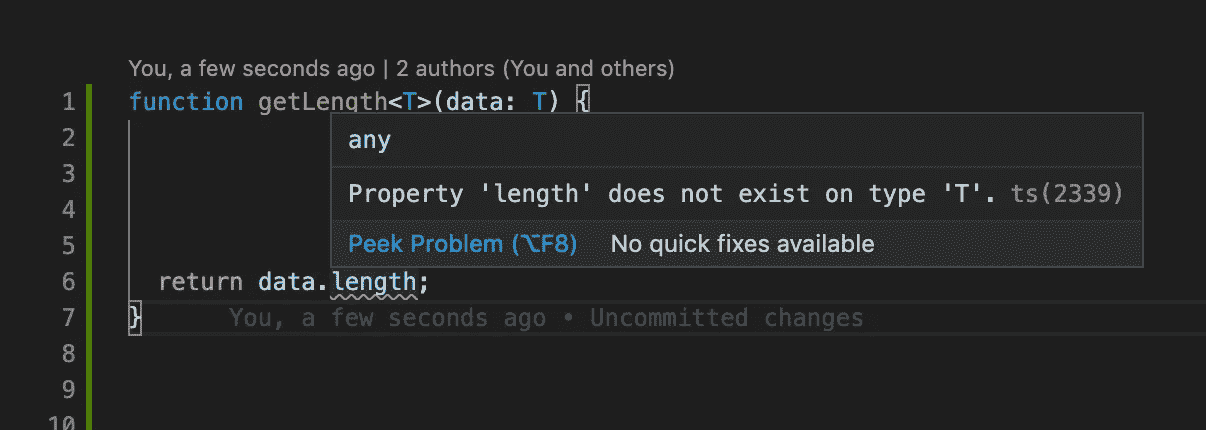 You, a few seconds ago | 2 authors (You and others)
1 function getLength<T>(data: T) {
2 any
3
4 Property 'length' does not exist on type 'T'. ts(2339)
5 Peek Problem (⌥F8) No quick fixes available
6 return data.length;
7 } You, a few seconds ago • Uncommitted changes
8
9
10